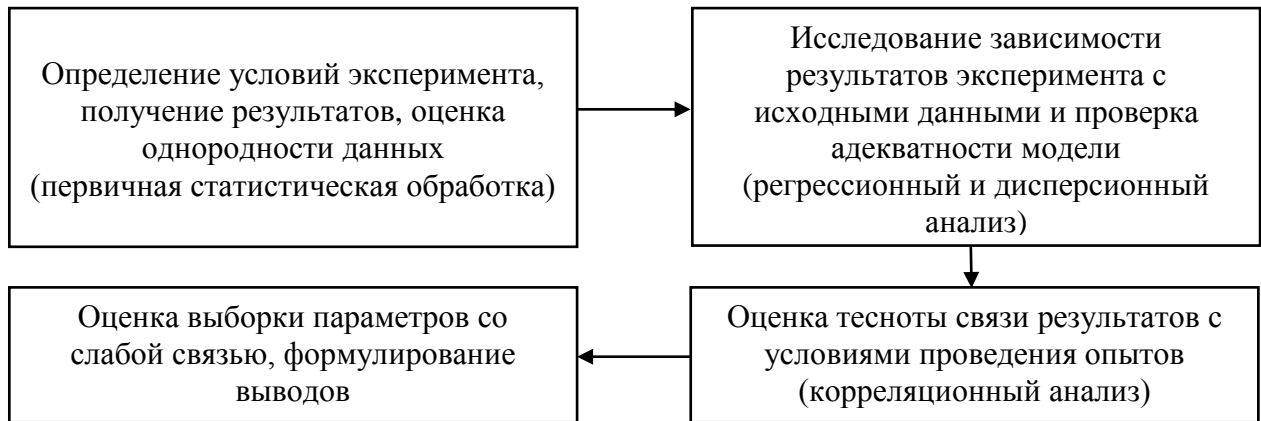 Определение условий эксперимента,
получение результатов, оценка
однородности данных
(первичная статистическая обработка)
Исследование зависимости
результатов эксперимента с
исходными данными и проверка
адекватности модели
(регрессионный и дисперсионный
анализ)
Оценка тесноты связи результатов с
условиями проведения опытов
(корреляционный анализ)
Оценка выборки параметров со
слабой связью, формулирование
выводов